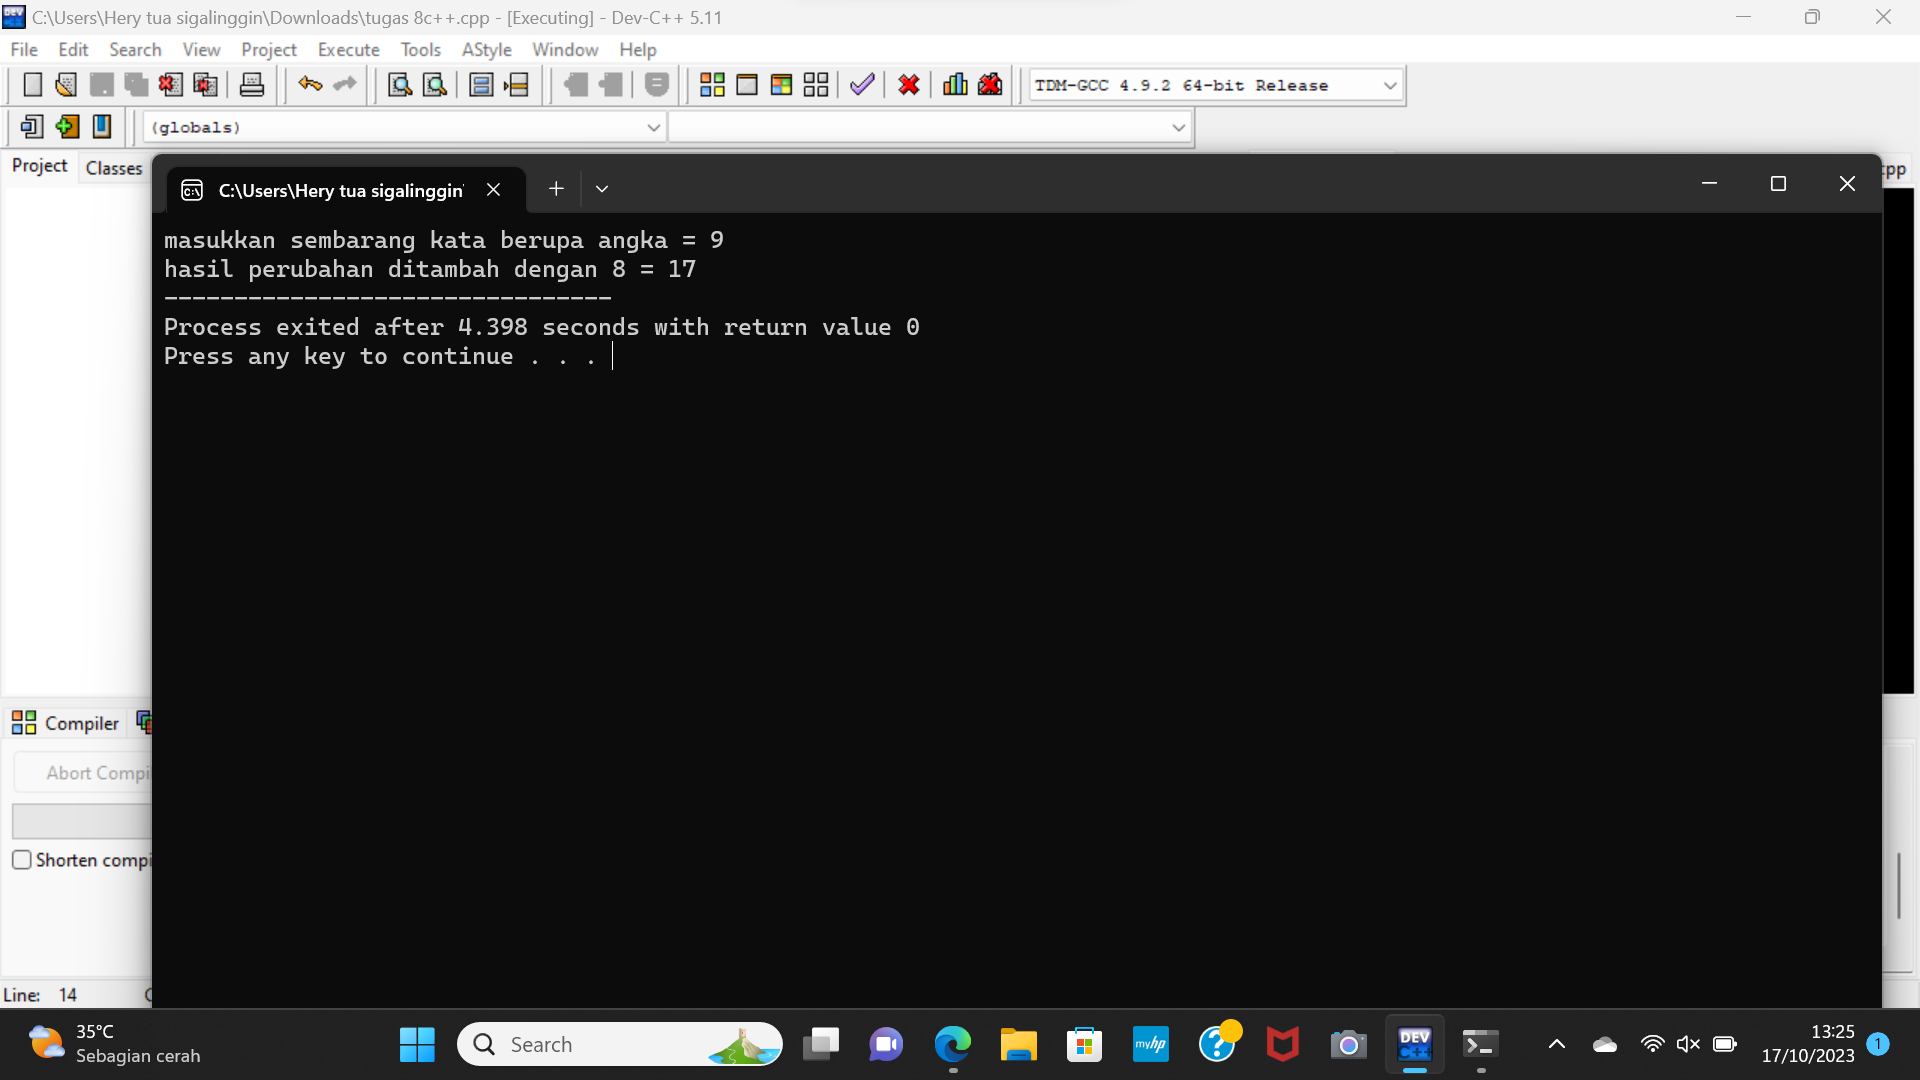 C:\Users\Hery tua sigalinggin\Downloads\tugas 8c++.cpp - [Executing] - Dev-C++ 5.11
File Edit Search View Project Execute Tools AStyle Window Help
TDM-GCC 4.9.2 64-bit Release
(globals)
Project Classes
C:\Users\Hery tua sigalinggin
masukkan sembarang kata berupa angka = 9
hasil perubahan ditambah dengan 8 = 17
--------------------------------
Process exited after 4.398 seconds with return value 0
Press any key to continue . . .
Compiler
Abort Compi
Shorten compi
Line: 14
35°C
Sebagian cerah
Search
myhp
DEV
C++
13:25
17/10/2023
1